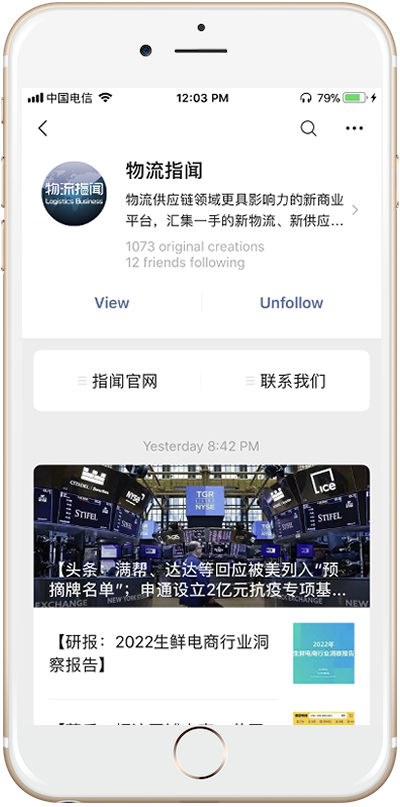 中国电信
12:03 PM
79%
物流指闻
Logistics Business
物流指闻
物流供应链领域更具影响力的新商业
平台，汇集一手的新物流、新供应...
1073 original creations
12 friends following
View
Unfollow
指闻官网
联系我们
Yesterday 8:42 PM
CITADEL
NYSE
TGR
NYSE
ice
STIFEL
STIFEL
STIFEL
【头条：满帮、达达等回应被美列入“预
摘牌名单”；申通设立2亿元抗疫专项基...
EXCHANGE
NEW YORK
【研报：2022生鲜电商行业洞
察报告】
2022年
生鲜电商行业洞察报告